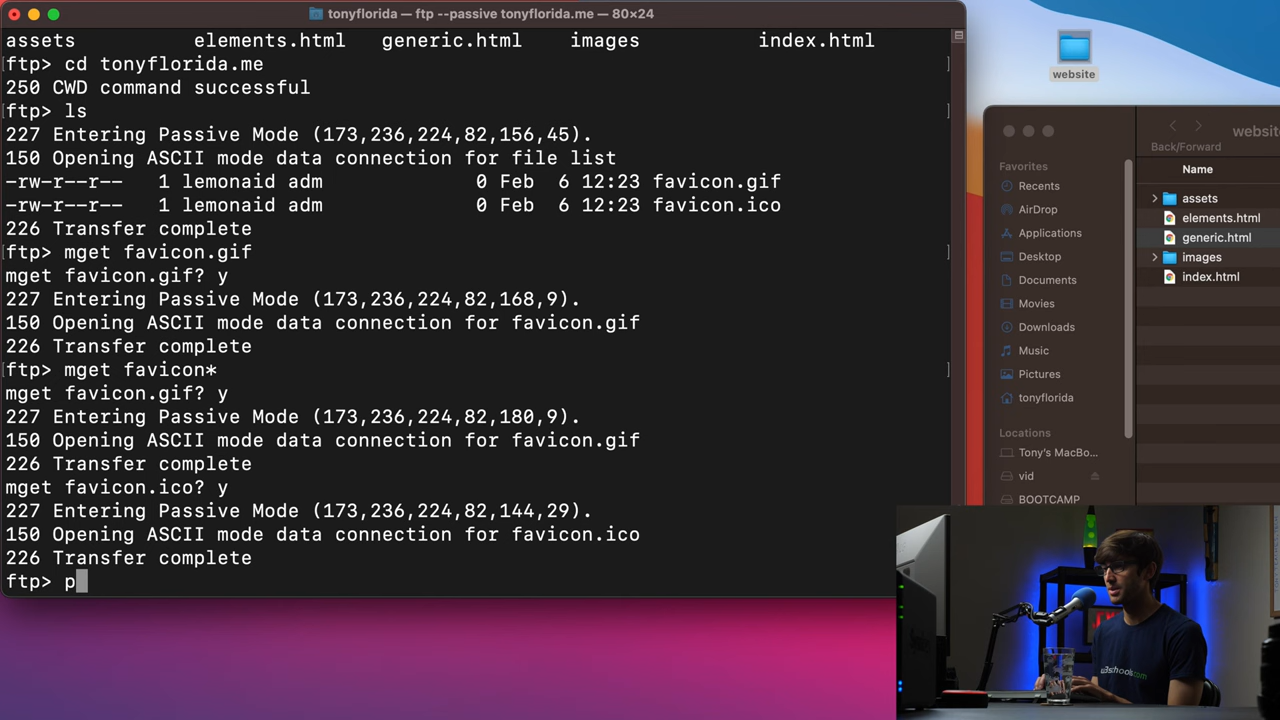 tonyflorida — ftp --passive tonyflorida.me — 80×24
assets elements.html generic.html images index.html
[ftp> cd tonyflorida.me ]
250 CWD command successful
[ftp> ls ]
227 Entering Passive Mode (173,236,224,82,156,45).
150 Opening ASCII mode data connection for file list
-rw-r--r-- 1 lemonaid adm 0 Feb 6 12:23 favicon.gif
-rw-r--r-- 1 lemonaid adm 0 Feb 6 12:23 favicon.ico
226 Transfer complete
[ftp> mget favicon.gif ]
mget favicon.gif? y
227 Entering Passive Mode (173,236,224,82,168,9).
150 Opening ASCII mode data connection for favicon.gif
226 Transfer complete
[ftp> mget favicon* ]
mget favicon.gif? y
227 Entering Passive Mode (173,236,224,82,180,9).
150 Opening ASCII mode data connection for favicon.gif
226 Transfer complete
mget favicon.ico? y
227 Entering Passive Mode (173,236,224,82,144,29).
150 Opening ASCII mode data connection for favicon.ico
226 Transfer complete
ftp> p
website
website
Back/Forward
Favorites
Recents
AirDrop
Applications
Desktop
Documents
Movies
Downloads
Music
Pictures
tonyflorida
Locations
Tony's MacBo...
vid
BOOTCAMP
Name
assets
elements.html
generic.html
images
index.html
w3schools.com